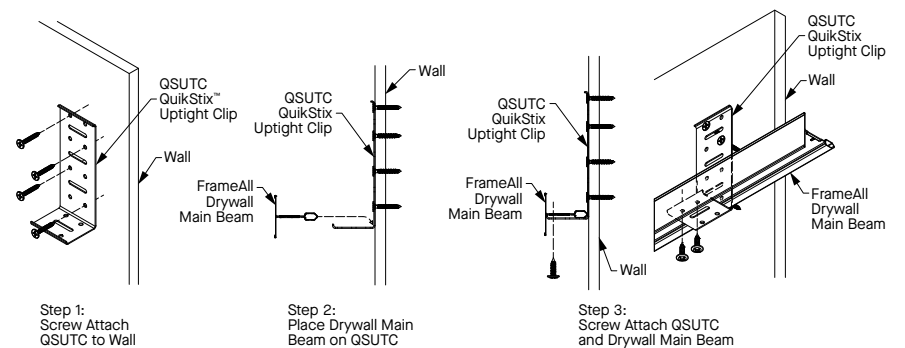 QSUTC
QuikStix™
Uptight Clip
Wall
Step 1:
Screw Attach
QSUTC to Wall
Wall
QSUTC
QuikStix
Uptight Clip
FrameAll
Drywall
Main Beam
Step 2:
Place Drywall Main
Beam on QSUTC
QSUTC
QuikStix
Uptight Clip
FrameAll
Drywall
Main Beam
Wall
QSUTC
QuikStix
Uptight Clip
Wall
FrameAll
Drywall
Main Beam
Step 3:
Screw Attach QSUTC
and Drywall Main Beam